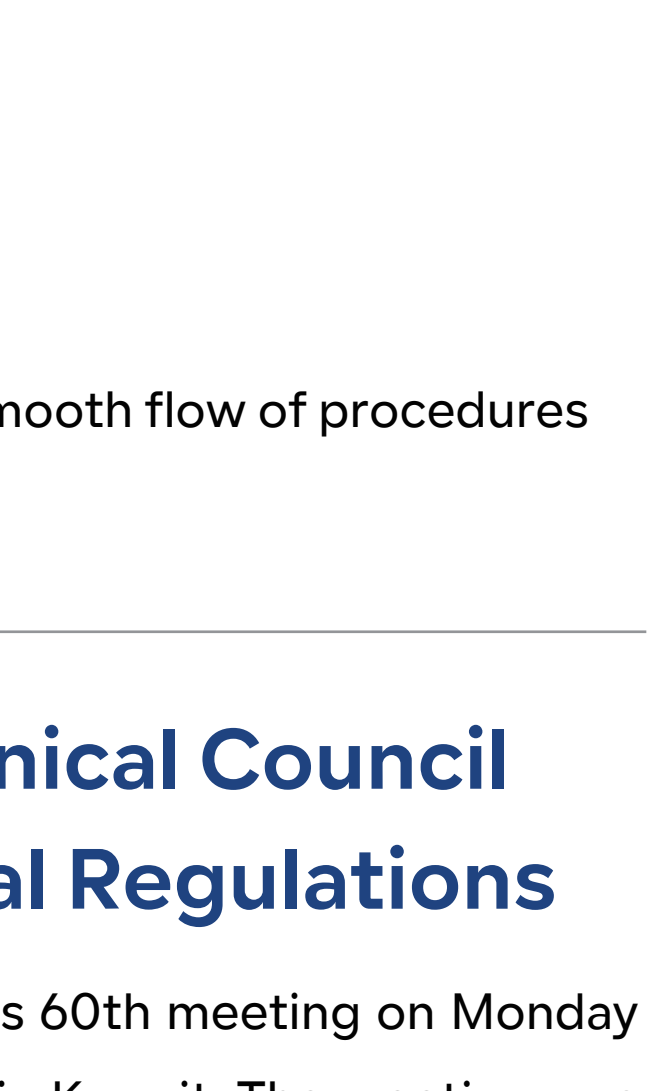 mooth flow of procedures
nical Council
al Regulations
s 60th meeting on Monday